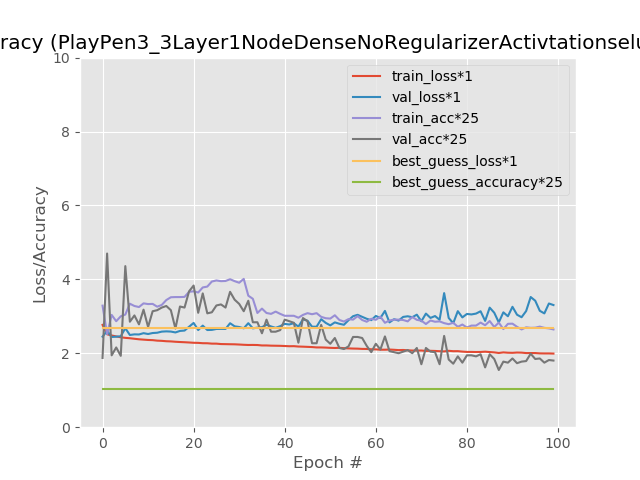 racy (PlayPen3_3Layer1NodeDenseNoRegularizerActivtationselu
train_loss*1
val_loss*1
train_acc*25
val_acc*25
best_guess_loss*1
best_guess_accuracy*25
10
8
6
4
2
0
Loss/Accuracy
0 20 40 60 80 100
Epoch #